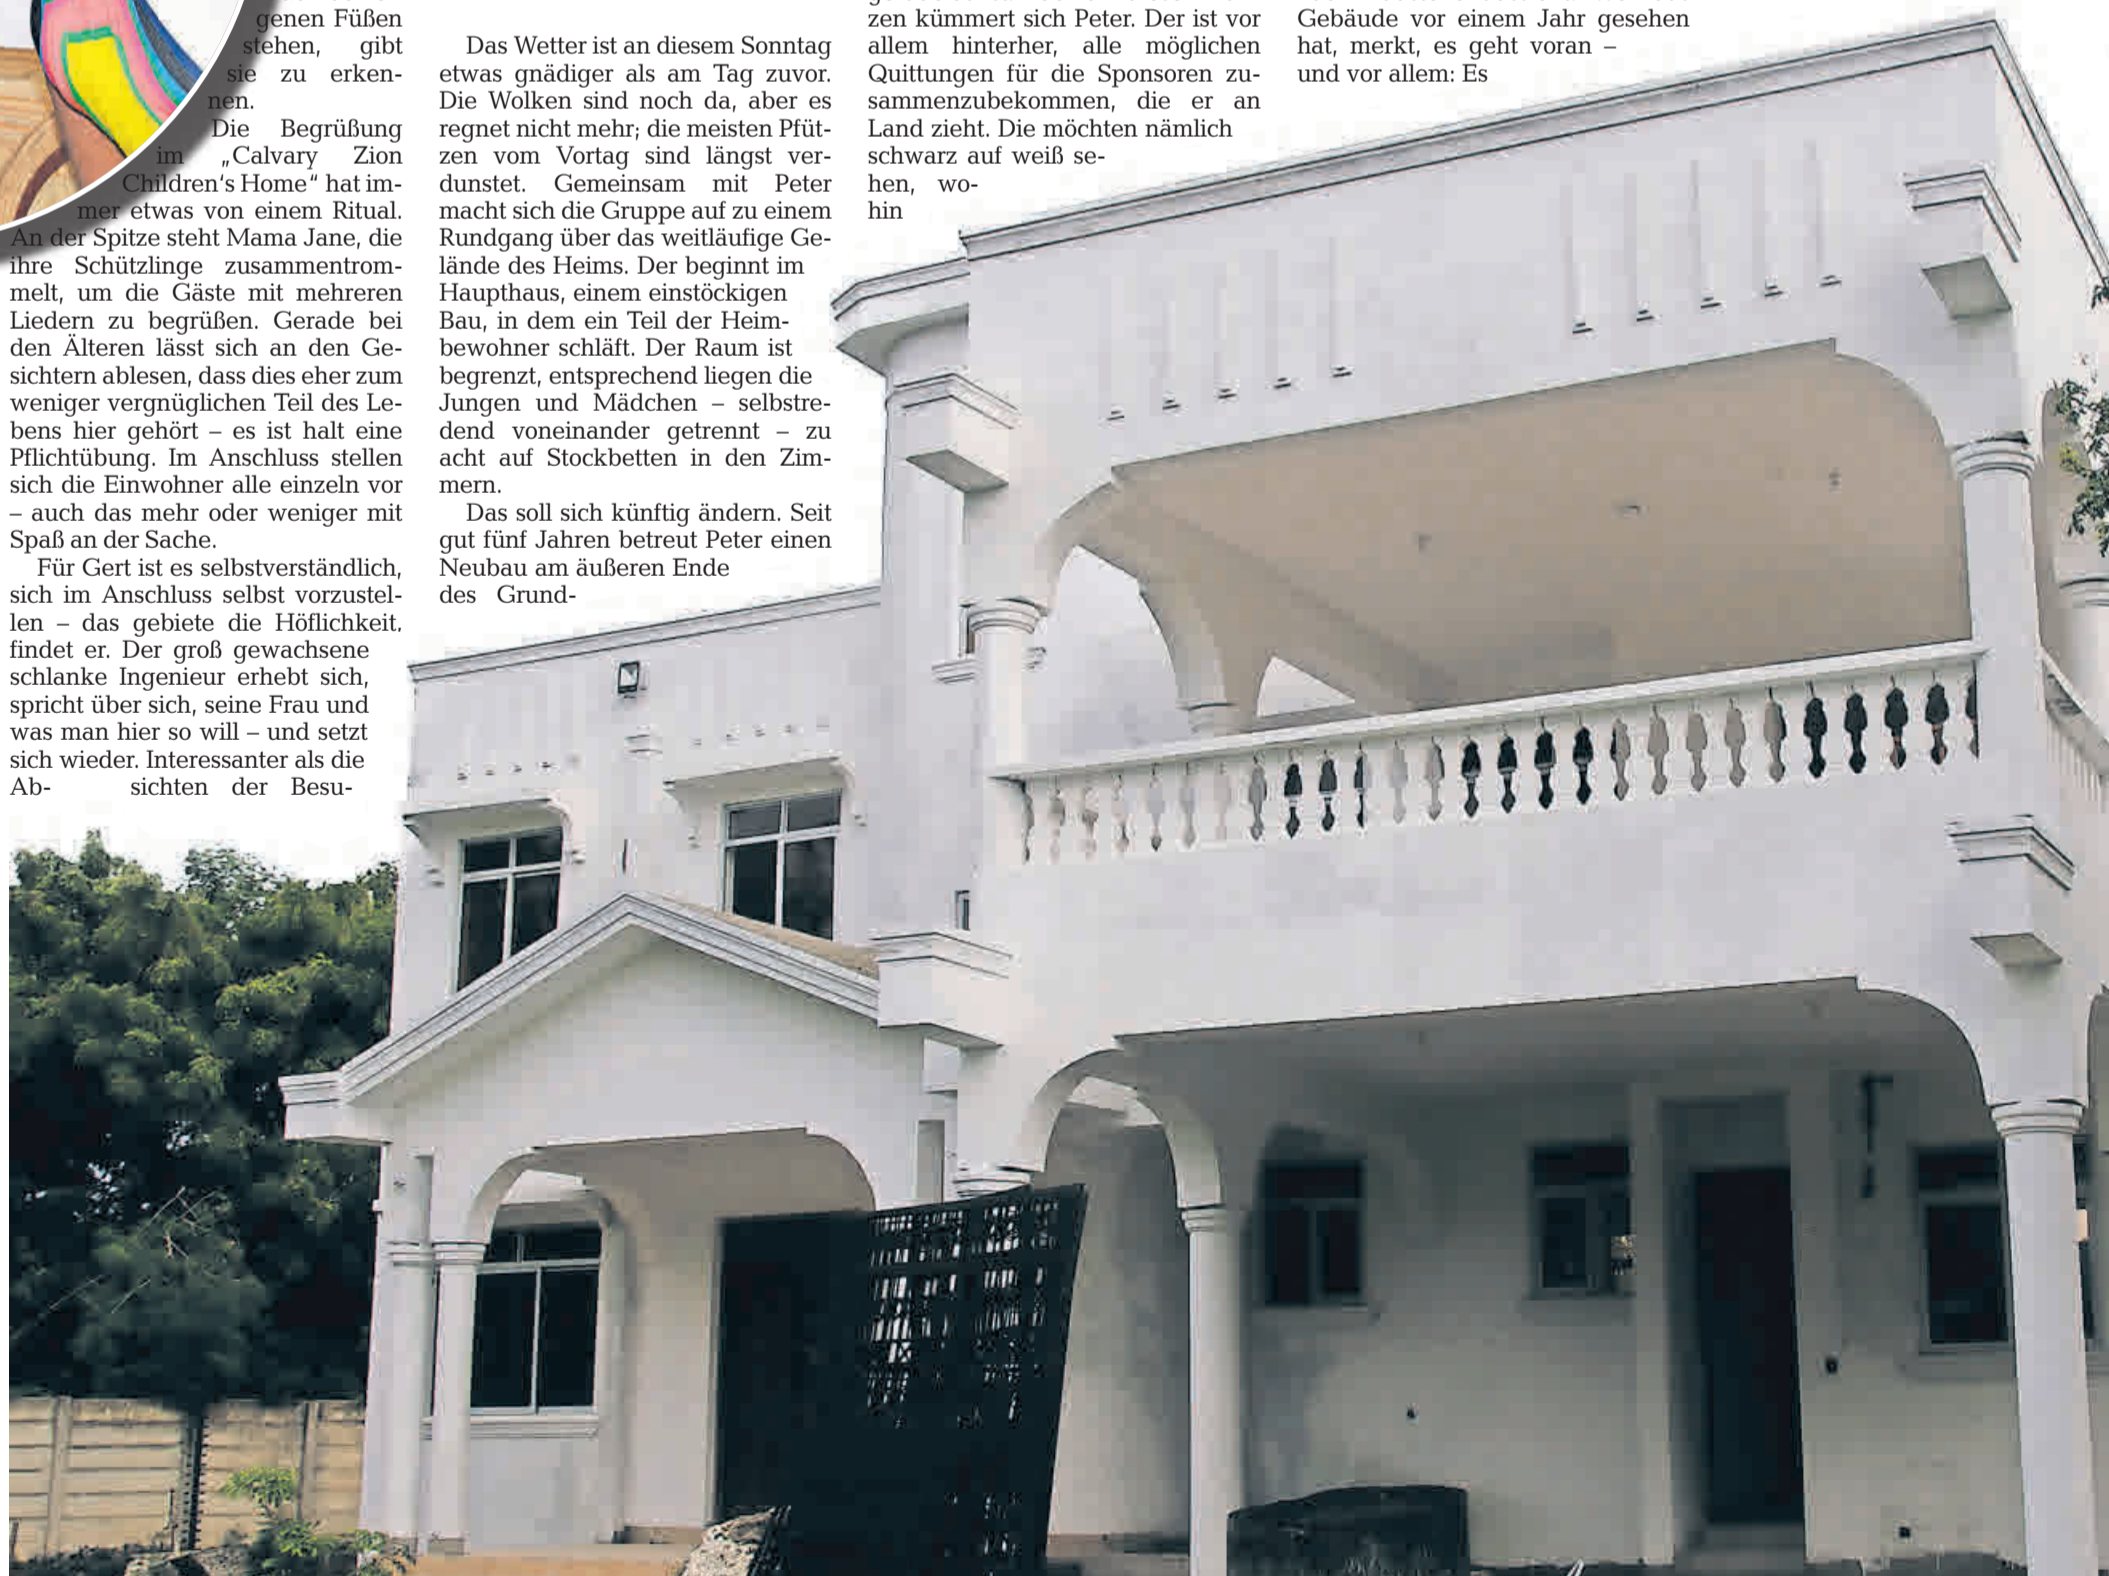 genen Füßen
stehen, gibt
sie zu erken-
nen.
Die Begrüßung
im „Calvary Zion
Children's Home“ hat im-
mer etwas von einem Ritual.
An der Spitze steht Mama Jane, die
ihre Schützlinge zusammentrom-
melt, um die Gäste mit mehreren
Liedern zu begrüßen. Gerade bei
den Älteren lässt sich an den Ge-
sichtern ablesen, dass dies eher zum
weniger vergnüglichen Teil des Le-
bens hier gehört – es ist halt eine
Pflichtübung. Im Anschluss stellen
sich die Einwohner alle einzeln vor
– auch das mehr oder weniger mit
Spaß an der Sache.
Für Gert ist es selbstverständlich,
sich im Anschluss selbst vorzustel-
len – das gebiete die Höflichkeit,
findet er. Der groß gewachsene
schlanke Ingenieur erhebt sich,
spricht über sich, seine Frau und
was man hier so will – und setzt
sich wieder. Interessanter als die
Ab- sichten der Besu-
Das Wetter ist an diesem Sonntag
etwas gnädiger als am Tag zuvor.
Die Wolken sind noch da, aber es
regnet nicht mehr; die meisten Pfüt-
zen vom Vortag sind längst ver-
dunstet. Gemeinsam mit Peter
macht sich die Gruppe auf zu einem
Rundgang über das weitläufige Ge-
lände des Heims. Der beginnt im
Haupthaus, einem einstöckigen
Bau, in dem ein Teil der Heim-
bewohner schläft. Der Raum ist
begrenzt, entsprechend liegen die
Jungen und Mädchen – selbstre-
dend voneinander getrennt – zu
acht auf Stockbetten in den Zim-
mern.
Das soll sich künftig ändern. Seit
gut fünf Jahren betreut Peter einen
Neubau am äußeren Ende
des Grund-
zen kümmert sich Peter. Der ist vor
allem hinterher, alle möglichen
Quittungen für die Sponsoren zu-
sammenzubekommen, die er an
Land zieht. Die möchten nämlich
schwarz auf weiß se-
hen, wo-
hin
Gebäude vor einem Jahr gesehen
hat, merkt, es geht voran –
und vor allem: Es